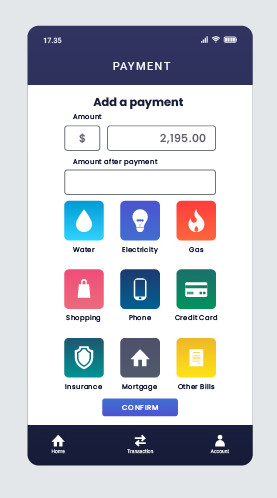 17.35
PAYMENT
Add a payment
Amount
$ 2,195.00
Amount after payment
Water Electricity Gas
Shopping Phone Credit Card
Insurance Mortgage Other Bills
CONFIRM
Home Transaction Account